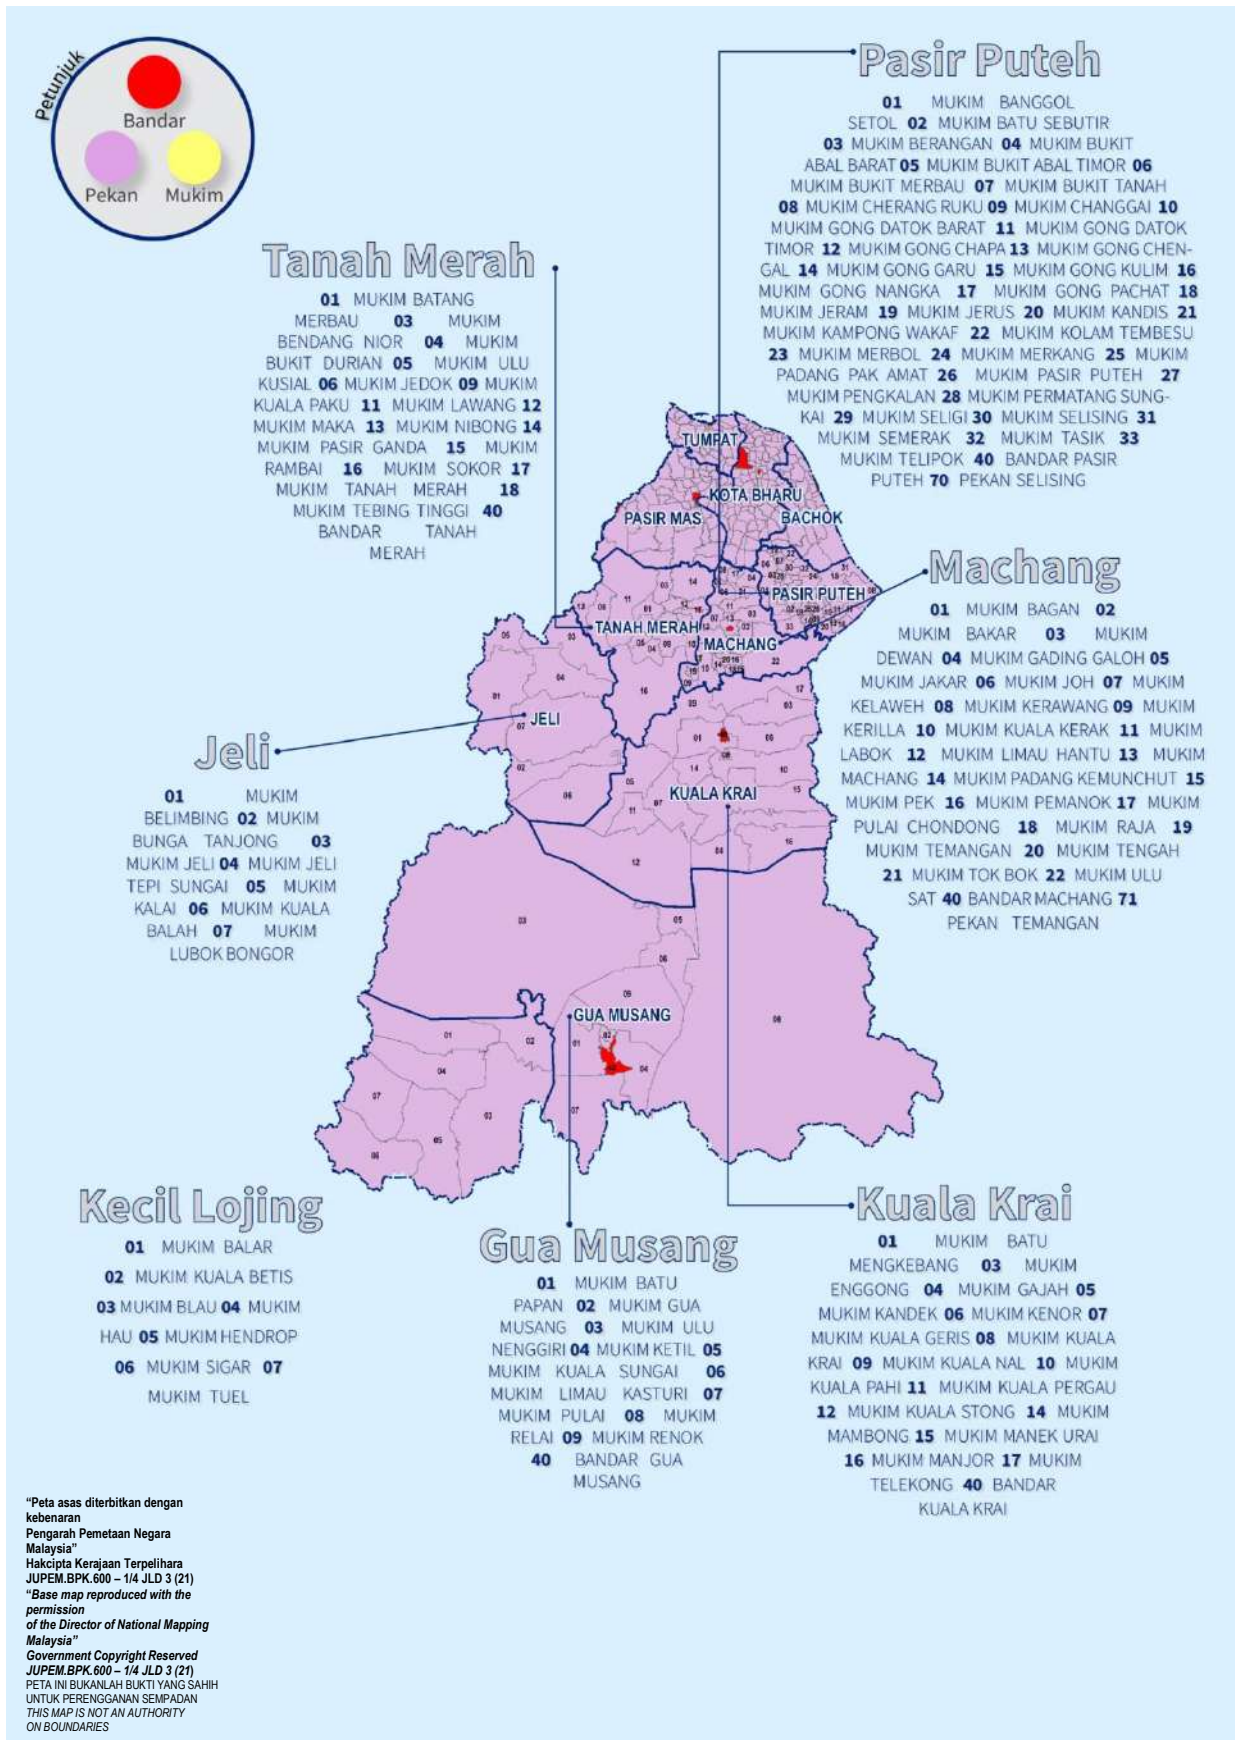 Petunjuk
Bandar
Pekan Mukim
Pasir Puteh
01 MUKIM BANGGOL
SETOL 02 MUKIM BATU SEBUTIR
03 MUKIM BERANGAN 04 MUKIM BUKIT
ABAL BARAT 05 MUKIM BUKIT ABAL TIMOR 06
MUKIM BUKIT MERBAU 07 MUKIM BUKIT TANAH
08 MUKIM CHERANG RUKU 09 MUKIM CHANGGAI 10
MUKIM GONG DATOK BARAT 11 MUKIM GONG DATOK
TIMOR 12 MUKIM GONG CHAPA 13 MUKIM GONG CHEN-
GAL 14 MUKIM GONG GARU 15 MUKIM GONG KULIM 16
MUKIM GONG NANGKA 17 MUKIM GONG PACHAT 18
MUKIM JERAM 19 MUKIM JERUS 20 MUKIM KANDIS 21
MUKIM KAMPONG WAKAF 22 MUKIM KOLAM TEMBESU
23 MUKIM MERBOL 24 MUKIM MERKANG 25 MUKIM
PADANG PAK AMAT 26 MUKIM PASIR PUTEH 27
MUKIM PENGKALAN 28 MUKIM PERMATANG SUNG-
KAI 29 MUKIM SELIGI 30 MUKIM SELISING 31
MUKIM SEMERAK 32 MUKIM TASIK 33
MUKIM TELIPOK 40 BANDAR PASIR
PUTEH 70 PEKAN SELISING
Tanah Merah
01 MUKIM BATANG
MERBAU 03 MUKIM
BENDANG NIOR 04 MUKIM
BUKIT DURIAN 05 MUKIM ULU
KUSIAL 06 MUKIM JEDOK 09 MUKIM
KUALA PAKU 11 MUKIM LAWANG 12
MUKIM MAKA 13 MUKIM NIBONG 14
MUKIM PASIR GANDA 15 MUKIM
RAMBAI 16 MUKIM SOKOR 17
MUKIM TANAH MERAH 18
MUKIM TEBING TINGGI 40
BANDAR TANAH
MERAH
TUMPAT
KOTA BHARU
PASIR MAS
BACHOK
PASIR PUTEH
TANAH MERAH
MACHANG
JELI
KUALA KRAI
GUA MUSANG
Machang
01 MUKIM BAGAN 02
MUKIM BAKAR 03 MUKIM
DEWAN 04 MUKIM GADING GALOH 05
MUKIM JAKAR 06 MUKIM JOH 07 MUKIM
KELAWEH 08 MUKIM KERAWANG 09 MUKIM
KERILLA 10 MUKIM KUALA KERAK 11 MUKIM
LABOK 12 MUKIM LIMAU HANTU 13 MUKIM
MACHANG 14 MUKIM PADANG KEMUNCHUT 15
MUKIM PEK 16 MUKIM PEMANOK 17 MUKIM
PULAI CHONDONG 18 MUKIM RAJA 19
MUKIM TEMANGAN 20 MUKIM TENGAH
21 MUKIM TOK BOK 22 MUKIM ULU
SAT 40 BANDAR MACHANG 71
PEKAN TEMANGAN
Jeli
01 MUKIM
BELIMBING 02 MUKIM
BUNGA TANJONG 03
MUKIM JELI 04 MUKIM JELI
TEPI SUNGAI 05 MUKIM
KALAI 06 MUKIM KUALA
BALAH 07 MUKIM
LUBOK BONGOR
Kecil Lojing
01 MUKIM BALAR
02 MUKIM KUALA BETIS
03 MUKIM BLAU 04 MUKIM
HAU 05 MUKIM HENDROP
06 MUKIM SIGAR 07
MUKIM TUEL
Gua Musang
01 MUKIM BATU
PAPAN 02 MUKIM GUA
MUSANG 03 MUKIM ULU
NENGGIRI 04 MUKIM KETIL 05
MUKIM KUALA SUNGAI 06
MUKIM LIMAU KASTURI 07
MUKIM PULAI 08 MUKIM
RELAI 09 MUKIM RENOK
40 BANDAR GUA
MUSANG
Kuala Krai
01 MUKIM BATU
MENGKEBANG 03 MUKIM
ENGGONG 04 MUKIM GAJAH 05
MUKIM KANDEK 06 MUKIM KENOR 07
MUKIM KUALA GERIS 08 MUKIM KUALA
KRAI 09 MUKIM KUALA NAL 10 MUKIM
KUALA PAHI 11 MUKIM KUALA PERGAU
12 MUKIM KUALA STONG 14 MUKIM
MAMBONG 15 MUKIM MANEK URAI
16 MUKIM MANJOR 17 MUKIM
TELEKONG 40 BANDAR
KUALA KRAI
“Peta asas diterbitkan dengan
kebenaran
Pengarah Pemetaan Negara
Malaysia”
Hakcipta Kerajaan Terpelihara
JUPEM.BPK.600 – 1/4 JLD 3 (21)
“Base map reproduced with the
permission
of the Director of National Mapping
Malaysia”
Government Copyright Reserved
JUPEM.BPK.600 – 1/4 JLD 3 (21)
PETA INI BUKANLAH BUKTI YANG SAHIH
UNTUK PERENGGANAN SEMPADAN
THIS MAP IS NOT AN AUTHORITY
ON BOUNDARIES